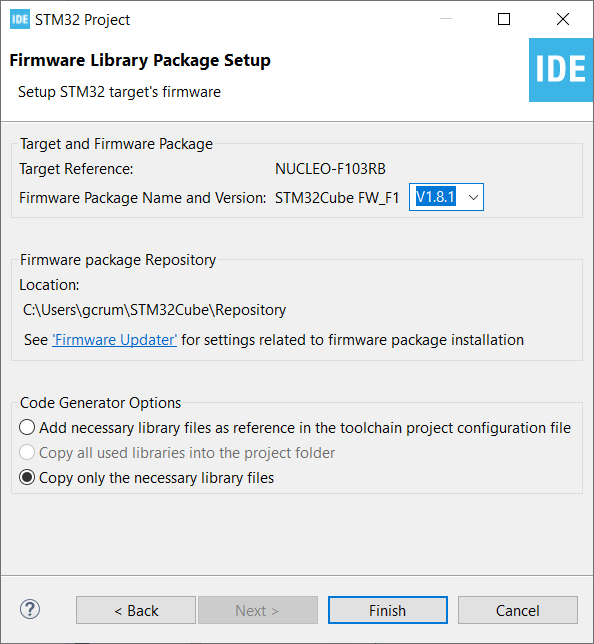 IDE STM32 Project
Firmware Library Package Setup
Setup STM32 target's firmware
IDE
Target and Firmware Package
Target Reference: NUCLEO-F103RB
Firmware Package Name and Version: STM32Cube FW_F1 V1.8.1
Firmware package Repository
Location:
C:\Users\gcrum\STM32Cube\Repository
See 'Firmware Updater' for settings related to firmware package installation
Code Generator Options
Add necessary library files as reference in the toolchain project configuration file
Copy all used libraries into the project folder
Copy only the necessary library files
? < Back Next > Finish Cancel